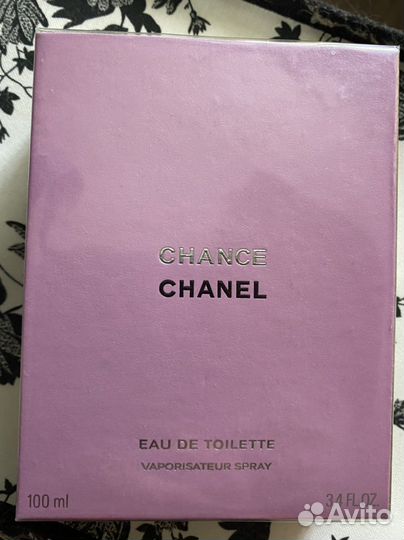 CHANCE
CHANEL
EAU DE TOILETTE
VAPORISATEUR SPRAY
100 ml 3.4 FL. OZ.
Avito